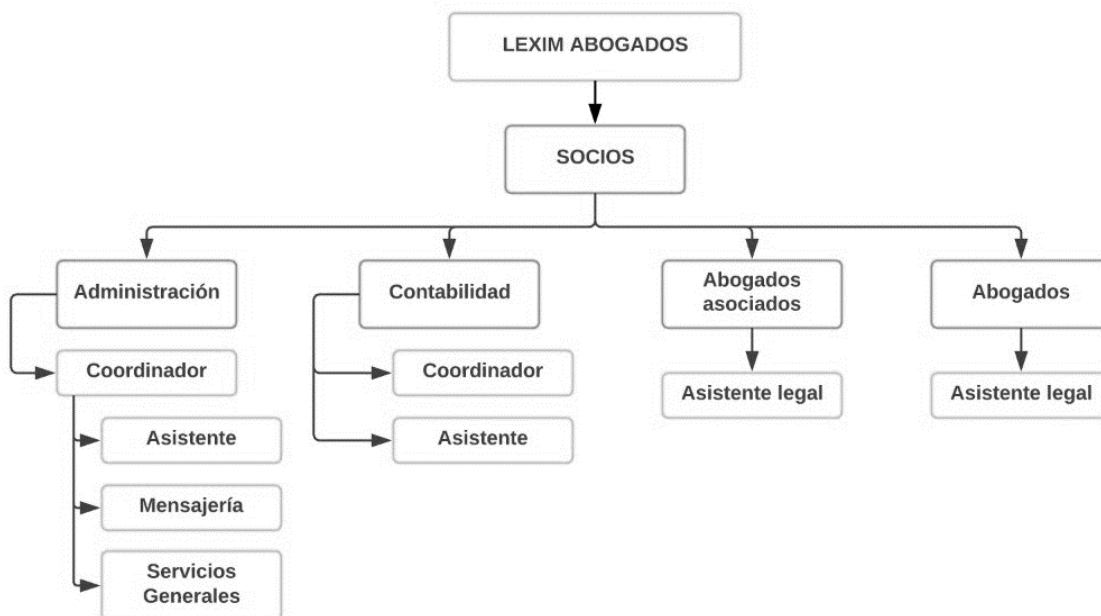 LEXIM ABOGADOS
SOCIOS
Administración
Contabilidad
Abogados
asociados
Abogados
Coordinador
Coordinador
Asistente legal
Asistente legal
Asistente
Asistente
Mensajería
Servicios
Generales